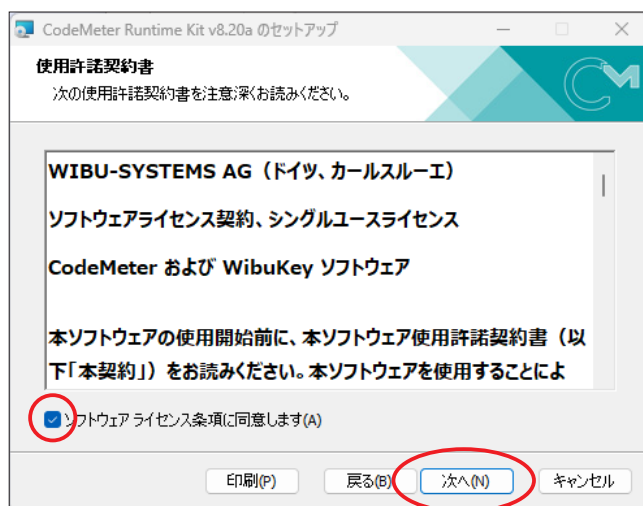 CodeMeter Runtime Kit v8.20a のセットアップ
使用許諾契約書
次の使用許諾契約書を注意深くお読みください。
WIBU-SYSTEMS AG（ドイツ、カールスルーエ）
ソフトウェアライセンス契約、シングルユースライセンス
CodeMeter および WibuKey ソフトウェア
本ソフトウェアの使用開始前に、本ソフトウェア使用許諾契約書（以
下「本契約」）をお読みください。本ソフトウェアを使用することによ
ソフトウェア ライセンス条項に同意します(A)
印刷(P) 戻る(B) 次へ(N) キャンセル